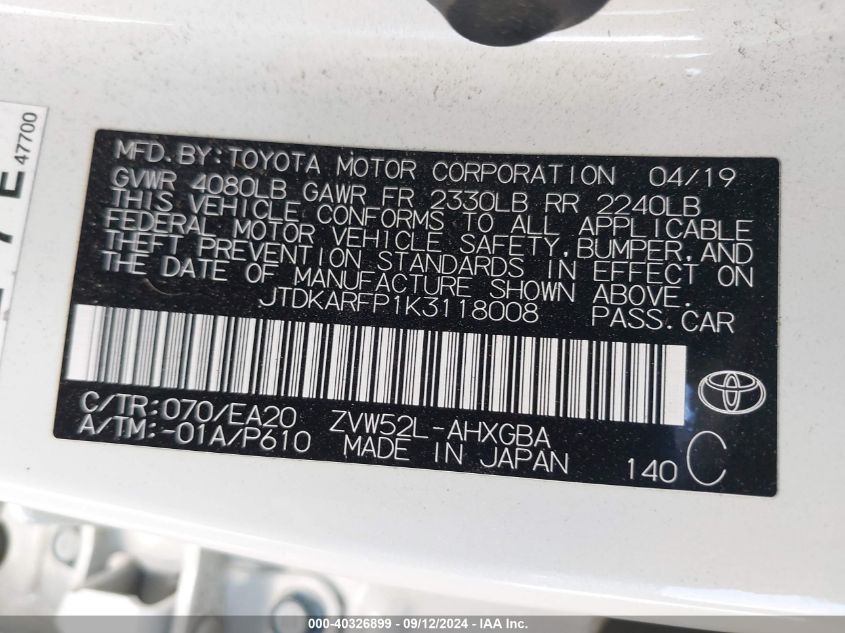 47700
MFD.BY:TOYOTA MOTOR CORPORATION 04/19
GVWR 4080LB GAWR FR 2330LB RR 2240LB
THIS VEHICLE CONFORMS TO ALL APPLICABLE
FEDERAL MOTOR VEHICLE SAFETY,BUMPER,AND
THEFT PREVENTION STANDARDS IN EFFECT ON
THE DATE OF MANUFACTURE SHOWN ABOVE.
JTDKARFP1K3118008 PASS.CAR
C/TR:070/EA20 ZVW52L-AHXGBA
A/TM:-01A/P610 MADE IN JAPAN 140 C
000-40326899 - 09/12/2024 - IAA Inc.